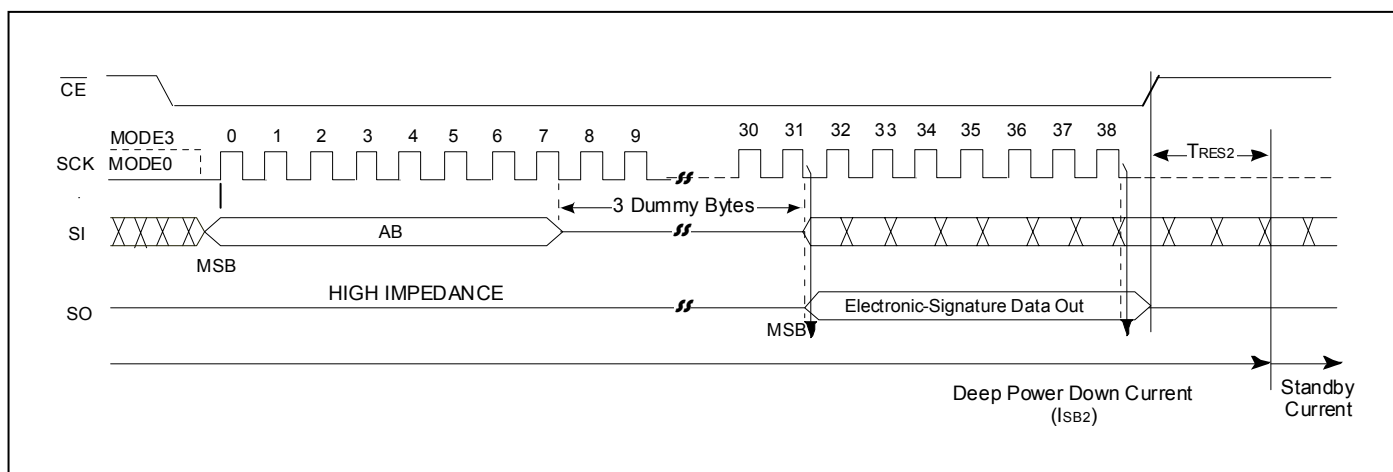 CE
0 1 2 3 4 5 6 7 8 9 30 31 32 33 34 35 36 37 38
MODE3
SCK MODE0
TRES2
3 Dummy Bytes
SI AB
MSB
HIGH IMPEDANCE
SO Electronic-Signature Data Out
MSB
Deep Power Down Current
(ISB2)
Standby
Current